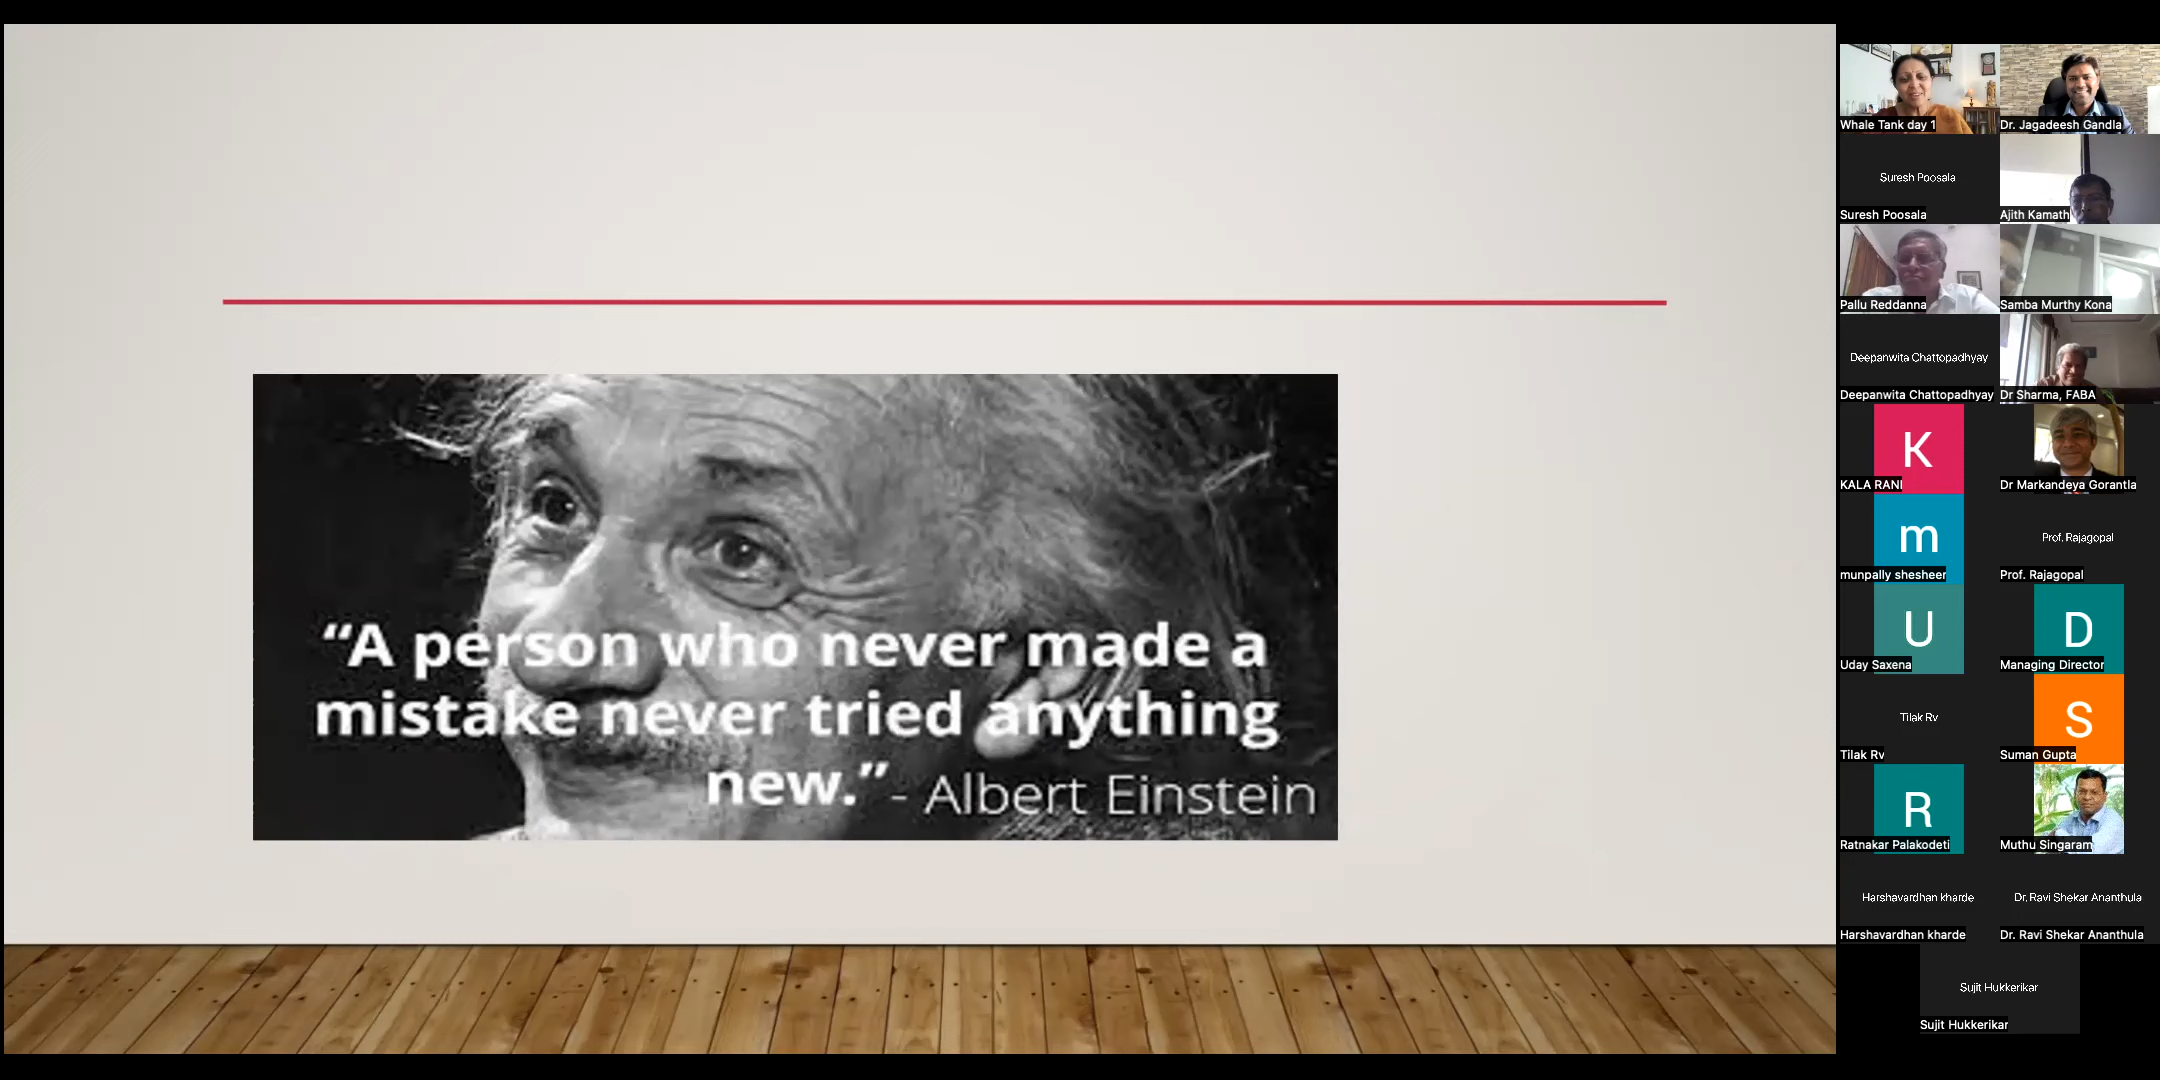 “A person who never made a
mistake never tried anything
new.” - Albert Einstein
Whale Tank day 1
Dr. Jagadeesh Gandla
Suresh Poosala
Suresh Poosala
Ajith Kamath
Pallu Reddanna
Samba Murthy Kona
Deepanwita Chattopadhyay
Deepanwita Chattopadhyay
Dr Sharma, FABA
K
KALA RANI
Dr Markandeya Gorantla
m
munpally shesheer
Prof. Rajagopal
Prof. Rajagopal
U
Uday Saxena
D
Managing Director
Tilak Rv
Tilak Rv
S
Suman Gupta
R
Ratnakar Palakodeti
Muthu Singaram
Harshavardhan kharde
Harshavardhan kharde
Dr. Ravi Shekar Ananthula
Dr. Ravi Shekar Ananthula
Sujit Hukkerikar
Sujit Hukkerikar